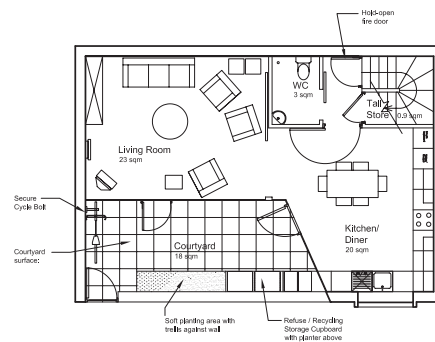 Hold-open
fire door
WC
3 sqm
Tall
Store 0.9 sqm
Living Room
23 sqm
Secure
Cycle Bolt
Courtyard
surface:
Courtyard
18 sqm
Kitchen/
Diner
20 sqm
Soft planting area with
trellis against wall
Refuse / Recycling
Storage Cupboard
with planter above